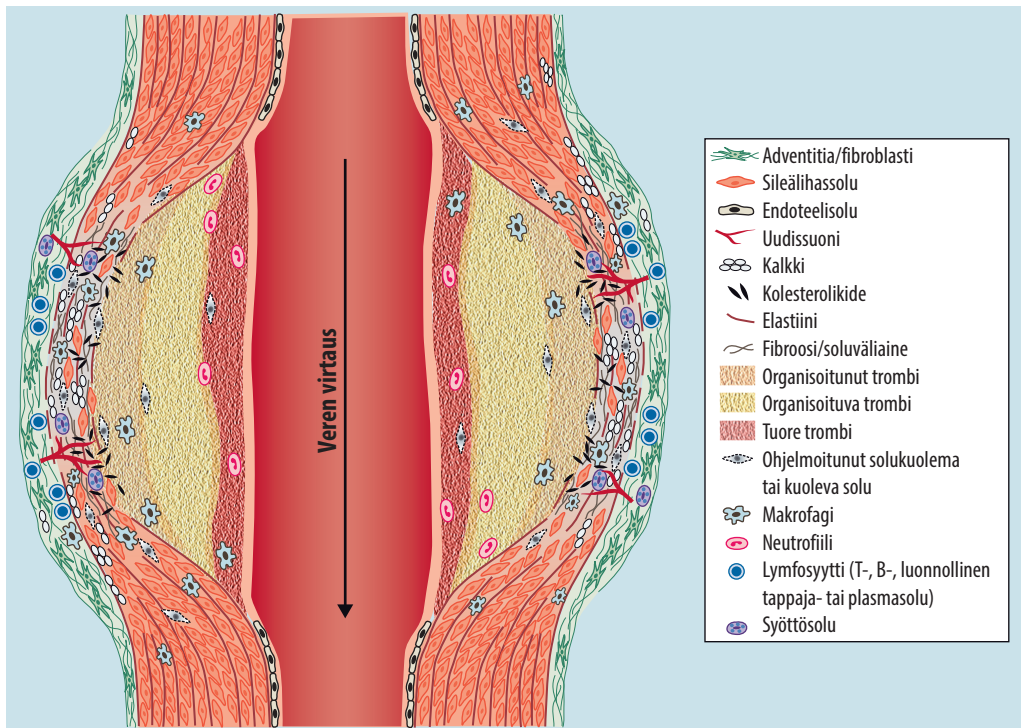 Veren virtaus
Adventitia/fibroblasti
Sileälihassolu
Endoteelisolu
Uudissuoni
Kalkki
Kolesterolikide
Elastiini
Fibroosi/soluväliaine
Organisoitunut trombi
Organisoituva trombi
Tuore trombi
Ohjelmoitunut solukuolema
tai kuoleva solu
Makrofagi
Neutrofiili
Lymfosyytti (T-, B-, luonnollinen
tappaja- tai plasmasolu)
Syöttösolu